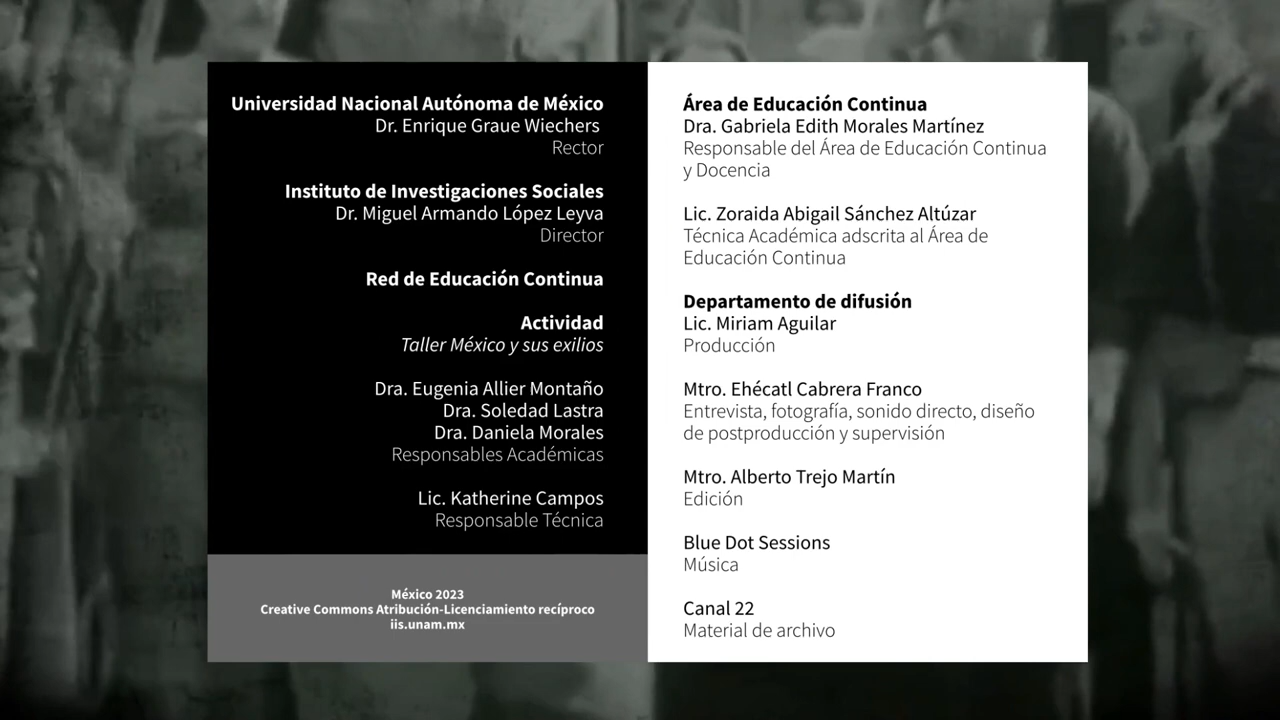 Universidad Nacional Autónoma de México
Dr. Enrique Graue Wiechers
Rector
Instituto de Investigaciones Sociales
Dr. Miguel Armando López Leyva
Director
Red de Educación Continua
Actividad
Taller México y sus exilios
Dra. Eugenia Allier Montaño
Dra. Soledad Lastra
Dra. Daniela Morales
Responsables Académicas
Lic. Katherine Campos
Responsable Técnica
México 2023
Creative Commons Atribución-Licenciamiento recíproco
iis.unam.mx
Área de Educación Continua
Dra. Gabriela Edith Morales Martínez
Responsable del Área de Educación Continua
y Docencia
Lic. Zoraida Abigail Sánchez Altúzar
Técnica Académica adscrita al Área de
Educación Continua
Departamento de difusión
Lic. Miriam Aguilar
Producción
Mtro. Ehécatl Cabrera Franco
Entrevista, fotografía, sonido directo, diseño
de postproducción y supervisión
Mtro. Alberto Trejo Martín
Edición
Blue Dot Sessions
Música
Canal 22
Material de archivo